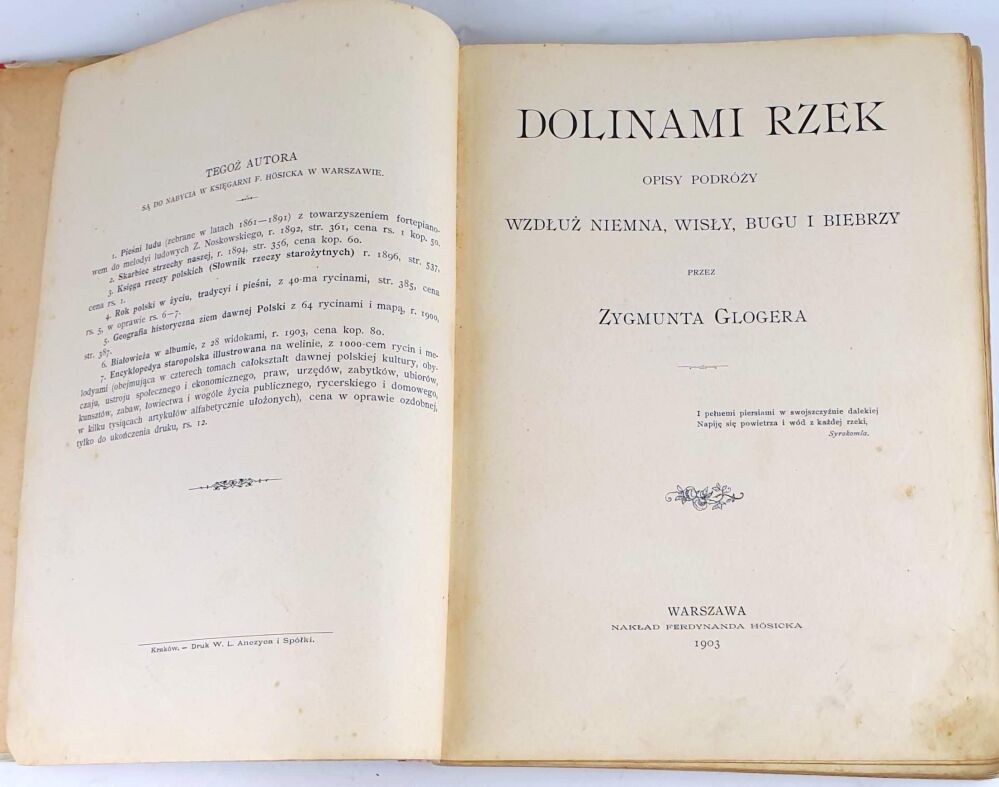 TEGOŻ AUTORA
SĄ DO NABYCIA W KSIĘGARNI F. HÖSICKA W WARSZAWIE.
1. Pieśni ludu (zebrane w latach 1861—1891) z towarzyszeniem fortepiano-
wem do melodyi ludowych Z. Noskowskiego, r. 1892, str. 361, cena rs. 1 kop. 50.
2. Skarbiec strzechy naszej, r. 1894, str. 356, cena kop. 60.
3. Księga rzeczy polskich (Słownik rzeczy starożytnych) r. 1896, str. 537,
cena rs. 1.
4. Rok polski w życiu, tradycyi i pieśni, z 40-ma rycinami, str. 385, cena
rs. 5, w oprawie rs. 6—7.
5. Geografia historyczna ziem dawnej Polski z 64 rycinami i mapą, r. 1900,
str. 387.
6. Białowieża w albumie, z 28 widokami, r. 1903, cena kop. 80.
7. Encyklopedya staropolska illustrowana na welinie, z 1000-cem rycin i me-
lodyami (obejmująca w czterech tomach całokształt dawnej polskiej kultury, oby-
czaju, ustroju społecznego i ekonomicznego, praw, urzędów, zabytków, ubiorów,
kunsztów, zabaw, łowiectwa i wogóle życia publicznego, rycerskiego i domowego,
w kilku tysiącach artykułów alfabetycznie ułożonych), cena w oprawie ozdobnej,
tylko do ukończenia druku, rs. 12.
Kraków. — Druk W. L. Anczyca i Spółki.
DOLINAMI RZEK
OPISY PODRÓŻY
WZDŁUŻ NIEMNA, WISŁY, BUGU I BIEBRZY
PRZEZ
ZYGMUNTA GLOGERA
I pełnemi piersiami w swojszczyźnie dalekiej
Napiję się powietrza i wód z każdej rzeki,
Syrokomla.
WARSZAWA
NAKŁAD FERDYNANDA HÖSICKA
1903